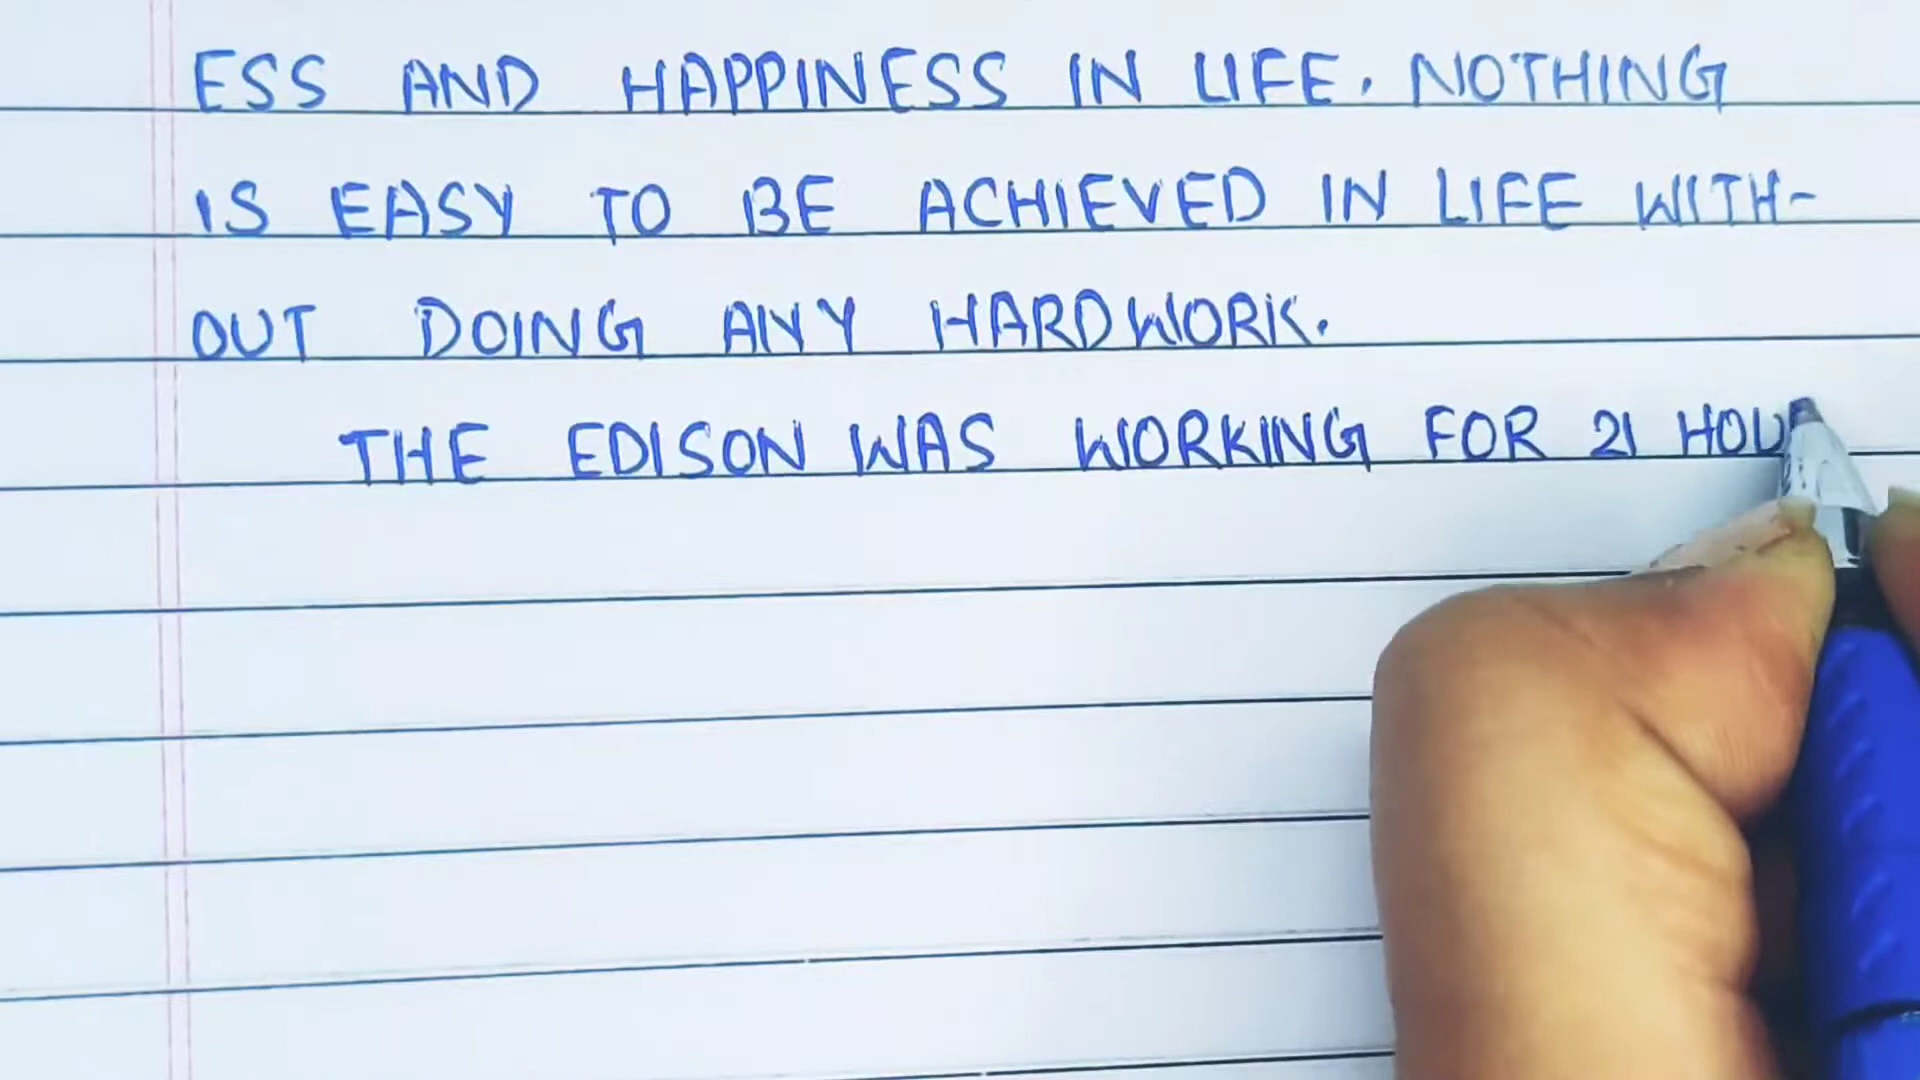 ESS AND HAPPINESS IN LIFE. NOTHING
IS EASY TO BE ACHIEVED IN LIFE WITH-
OUT DOING ANY HARDWORK.
THE EDISON WAS WORKING FOR 21 HOU